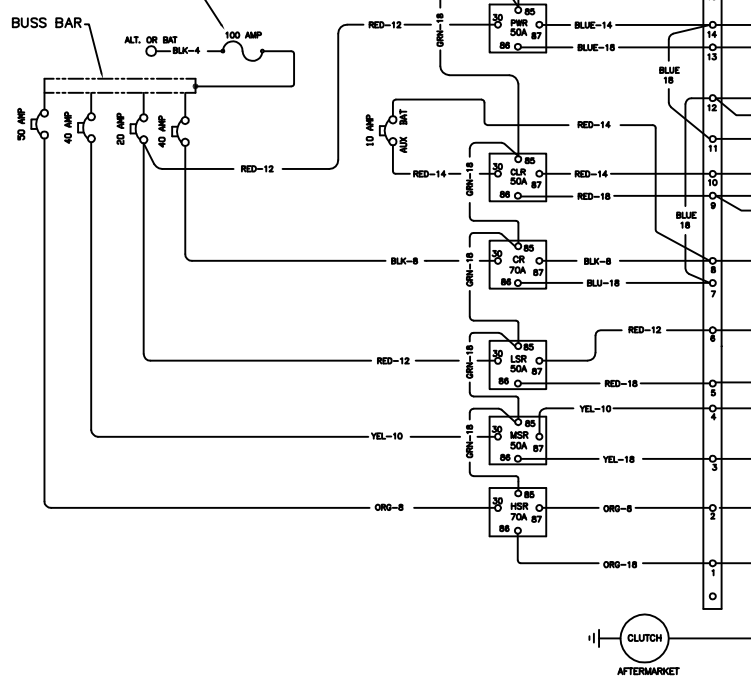 BUSS BAR
ALT. OR BAT
BLK-4
100 AMP
RED-12
GRN-18
85
30
PWR
50A
87
86
BLUE-14
BLUE-18
14
13
BLUE
18
12
11
50 AMP
40 AMP
20 AMP
40 AMP
RED-12
10 AMP
BAT
AUX
RED-14
RED-14
GRN-18
85
30
CLR
50A
87
86
RED-14
RED-18
10
9
BLUE
18
BLK-8
GRN-18
85
30
CR
70A
87
86
BLK-8
BLU-18
8
7
RED-12
GRN-18
85
30
LSR
50A
87
86
RED-12
RED-18
6
5
YEL-10
GRN-18
85
30
MSR
50A
87
86
YEL-10
YEL-18
4
3
ORG-8
85
30
HSR
70A
87
86
ORG-8
ORG-18
2
1
CLUTCH
AFTERMARKET